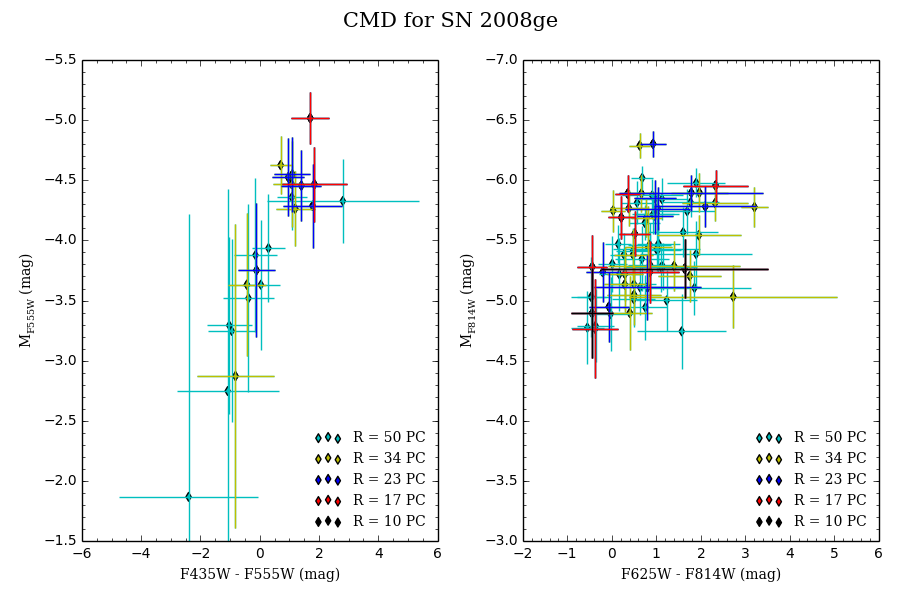 CMD for SN 2008ge
−5.5
−5.0
−4.5
−4.0
−3.5
−3.0
−2.5
−2.0
−1.5
M_F555W (mag)
R = 50 PC
R = 34 PC
R = 23 PC
R = 17 PC
R = 10 PC
−6 −4 −2 0 2 4 6
F435W - F555W (mag)
−7.0
−6.5
−6.0
−5.5
−5.0
−4.5
−4.0
−3.5
−3.0
M_F814W (mag)
R = 50 PC
R = 34 PC
R = 23 PC
R = 17 PC
R = 10 PC
−2 −1 0 1 2 3 4 5 6
F625W - F814W (mag)